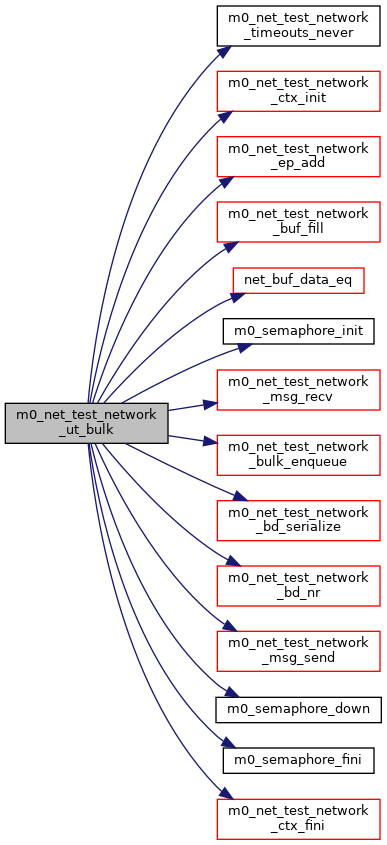 m0_net_test_network
_timeouts_never
m0_net_test_network
_ctx_init
m0_net_test_network
_ep_add
m0_net_test_network
_buf_fill
net_buf_data_eq
m0_semaphore_init
m0_net_test_network
_msg_recv
m0_net_test_network
_ut_bulk
m0_net_test_network
_bulk_enqueue
m0_net_test_network
_bd_serialize
m0_net_test_network
_bd_nr
m0_net_test_network
_msg_send
m0_semaphore_down
m0_semaphore_fini
m0_net_test_network
_ctx_fini